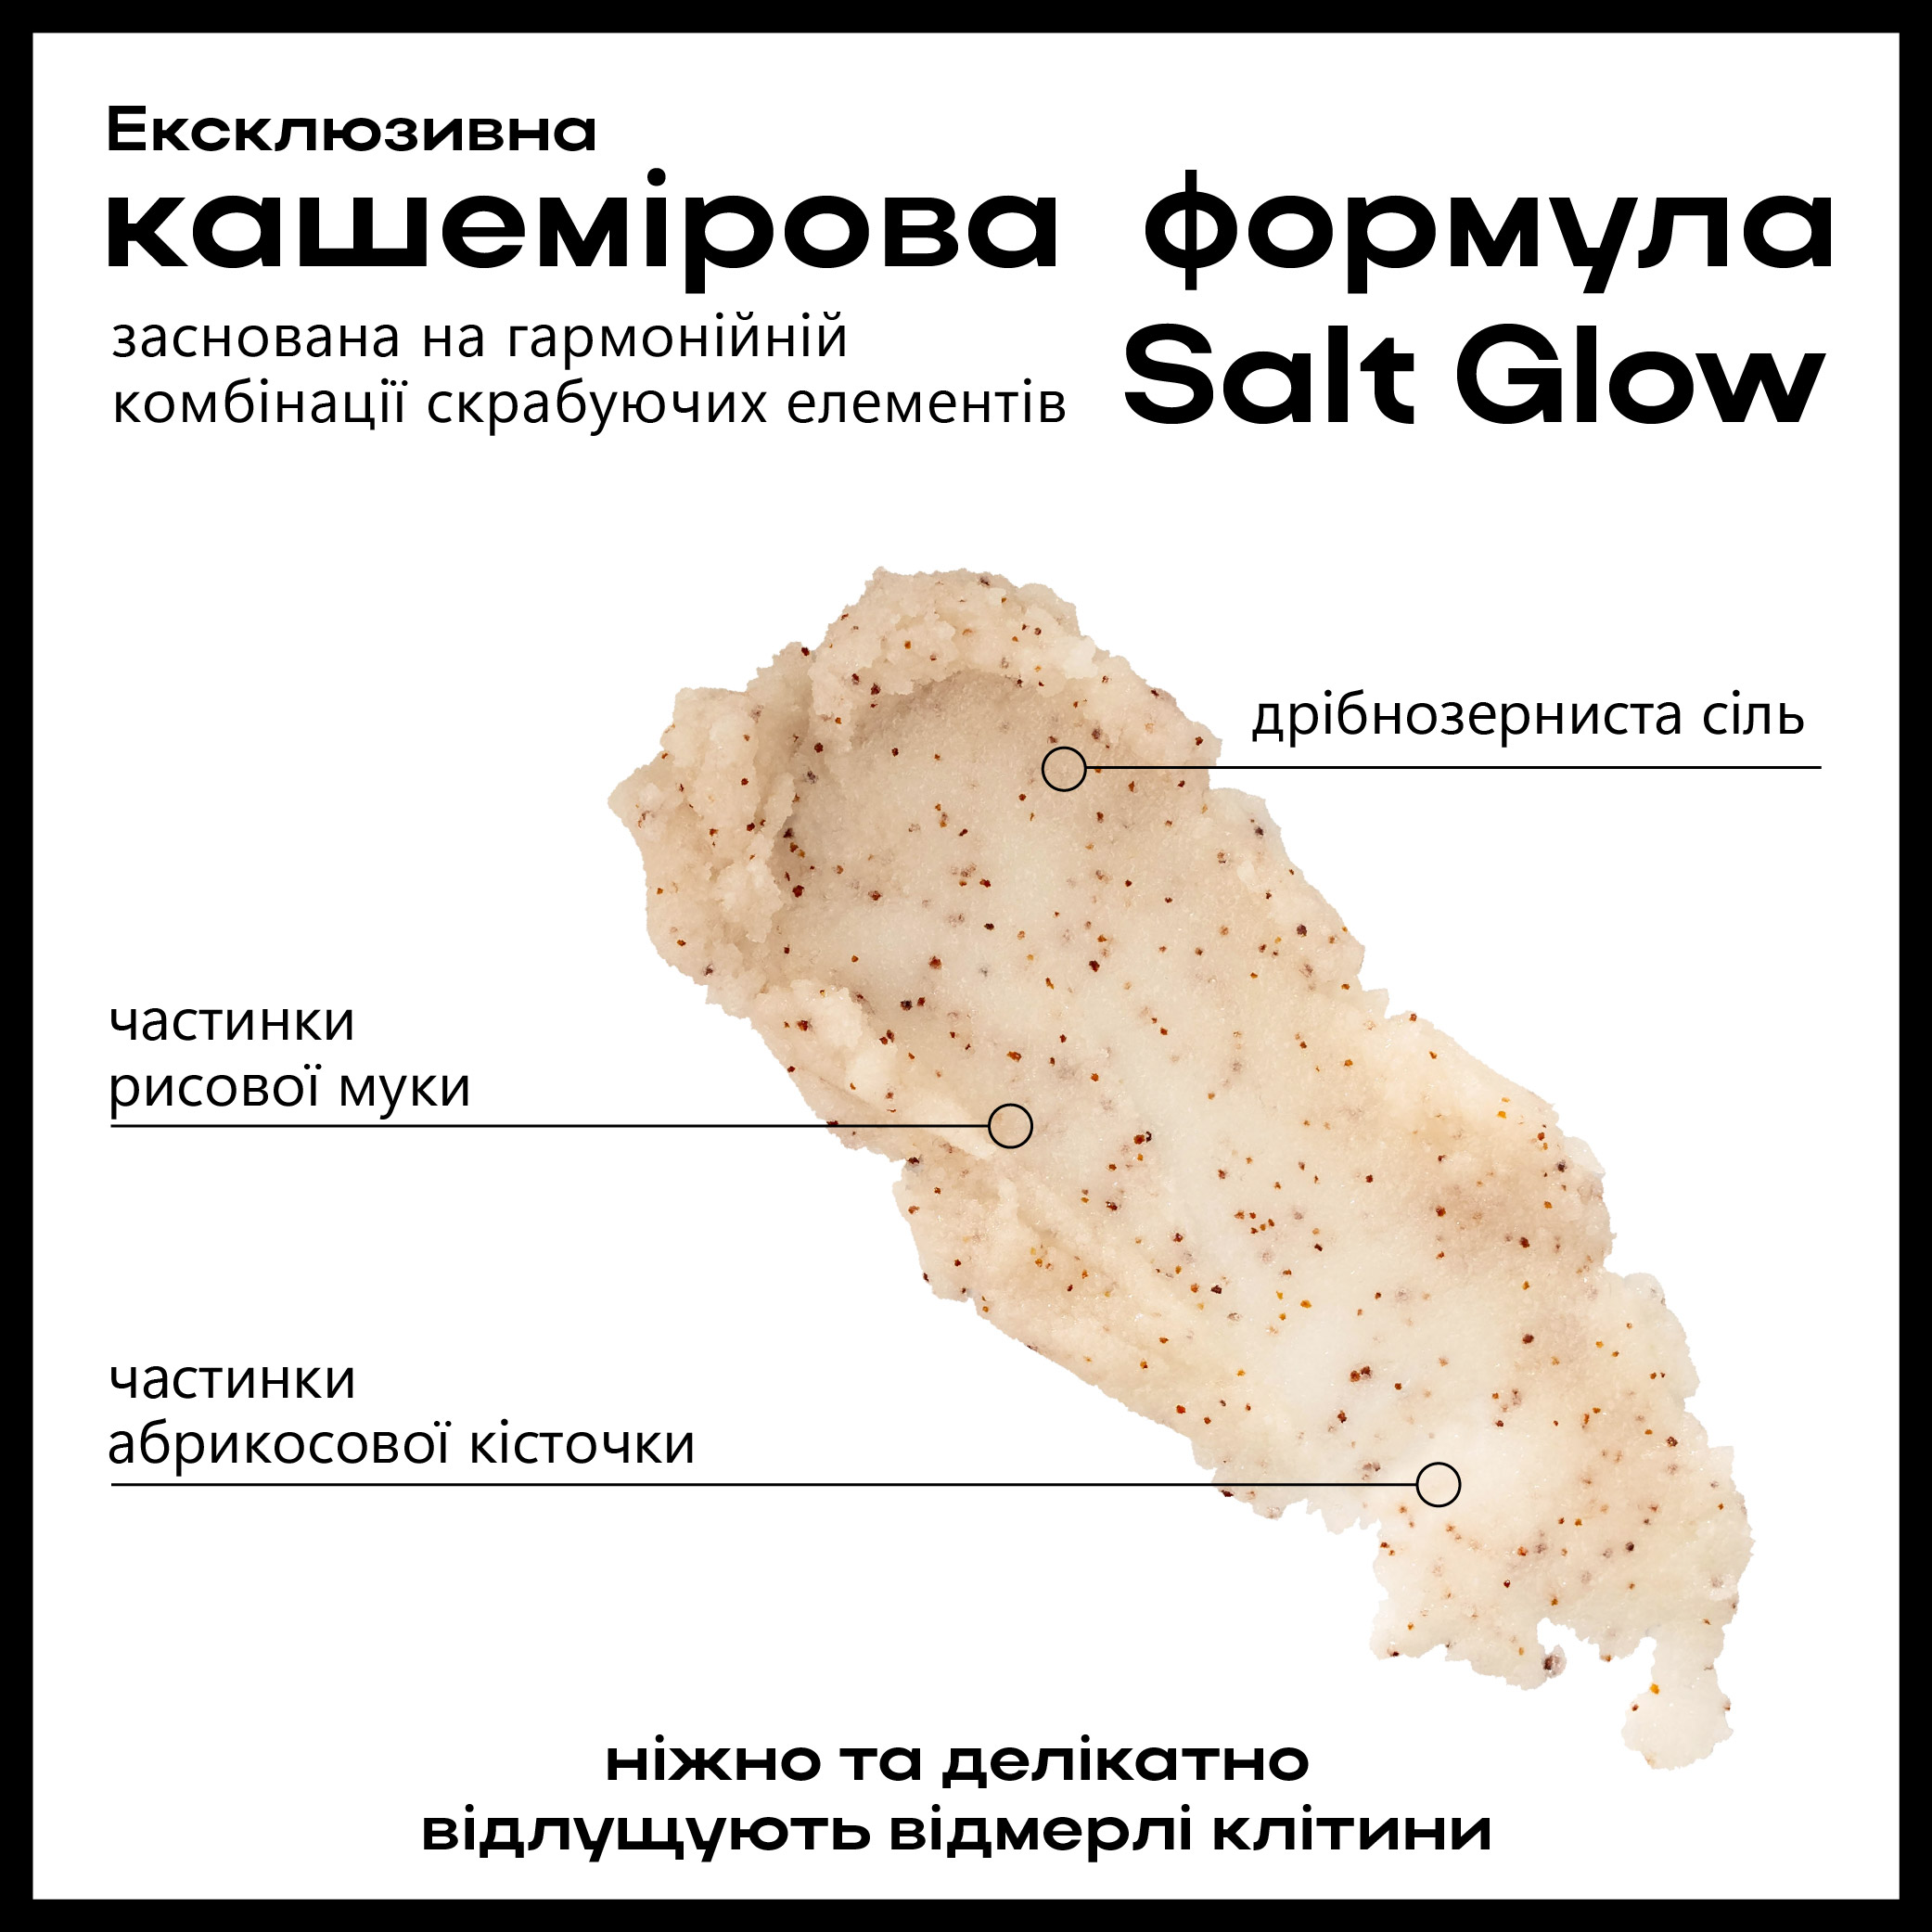 Ексклюзивна
кашемірова формула
заснована на гармонійній
комбінації скрабуючих елементів
Salt Glow
дрібнозерниста сіль
частинки
рисової муки
частинки
абрикосової кісточки
ніжно та делікатно
відлущують відмерлі клітини